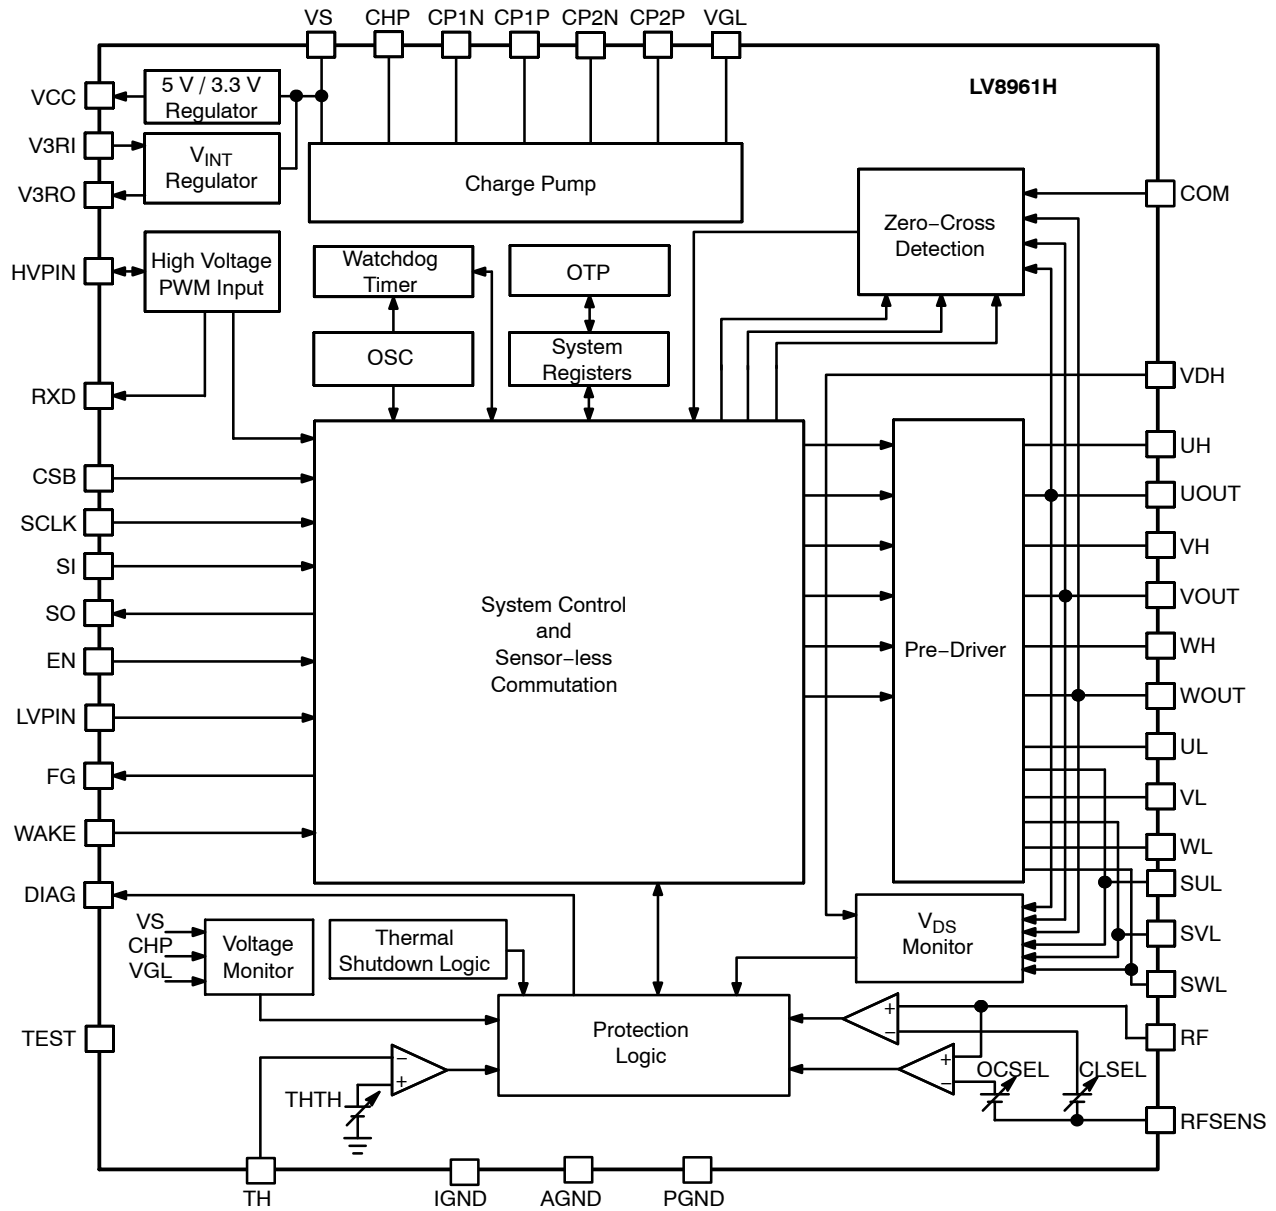 VS CHP CP1N CP1P CP2N CP2P VGL
LV8961H
VCC
5 V / 3.3 V
Regulator
V3RI
VINT
Regulator
V3RO
Charge Pump
COM
Zero−Cross
Detection
HVPIN
High Voltage
PWM Input
Watchdog
Timer
OTP
OSC
System
Registers
RXD
VDH
CSB
SCLK
SI
SO
EN
LVPIN
FG
WAKE
DIAG
System Control
and
Sensor−less
Commutation
Pre−Driver
UH
UOUT
VH
VOUT
WH
WOUT
UL
VL
WL
SUL
SVL
SWL
VS
CHP
VGL
Voltage
Monitor
Thermal
Shutdown Logic
VDS
Monitor
TEST
Protection
Logic
+
−
RF
−
+
THTH
+
−
OCSEL
CLSEL
RFSENS
TH
IGND
AGND
PGND